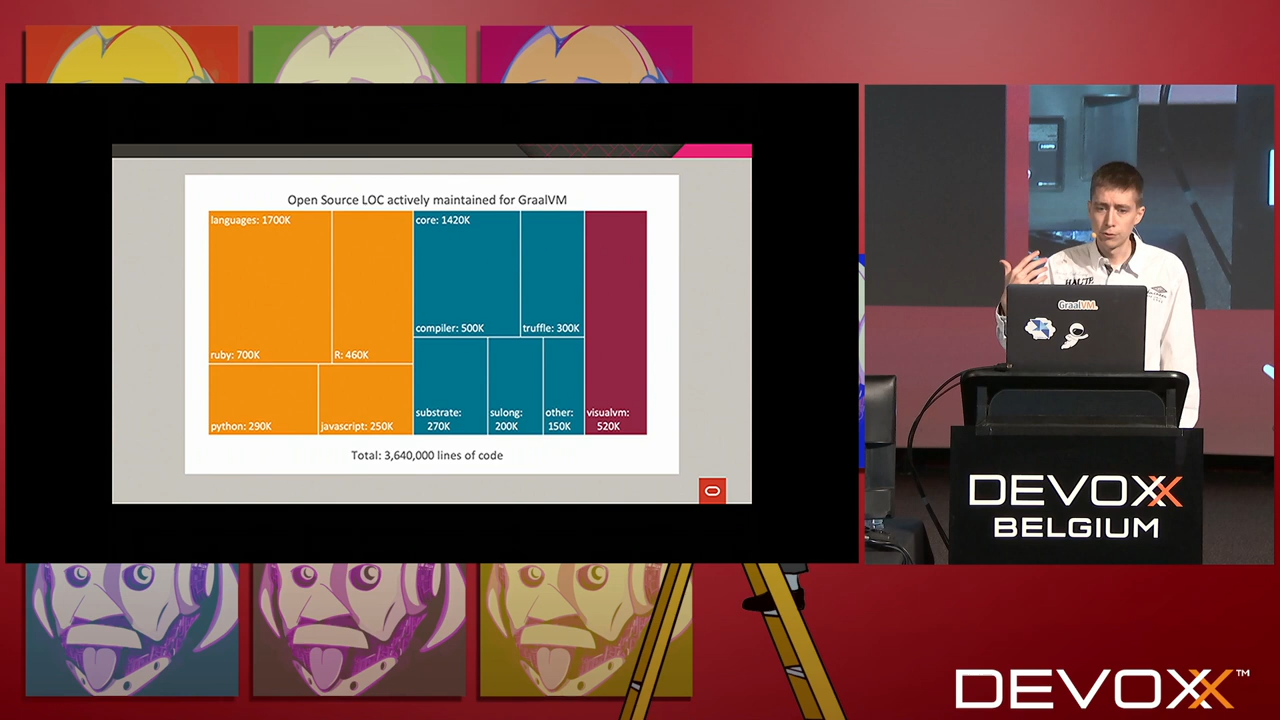 Open Source LOC actively maintained for GraalVM
languages: 1700K
core: 1420K
compiler: 500K
truffle: 300K
ruby: 700K
R: 460K
substrate:
270K
sulong:
200K
other:
150K
visualvm:
520K
python: 290K
javascript: 250K
Total: 3,640,000 lines of code
GraalVM.
DEVOXX
BELGIUM
DEVOXX™